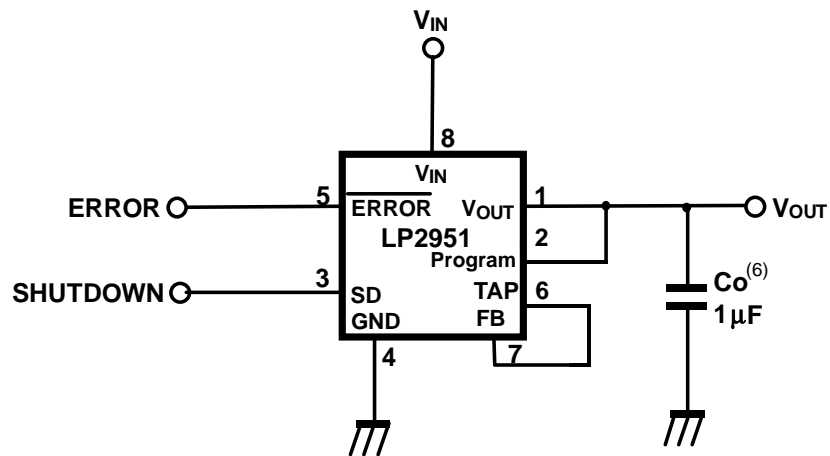 VIN
8
VIN
ERROR
5
ERROR
VOUT
1
VOUT
LP2951
2
Program
SHUTDOWN
3
SD
TAP
6
Co(6)
1μF
GND
FB
4
7